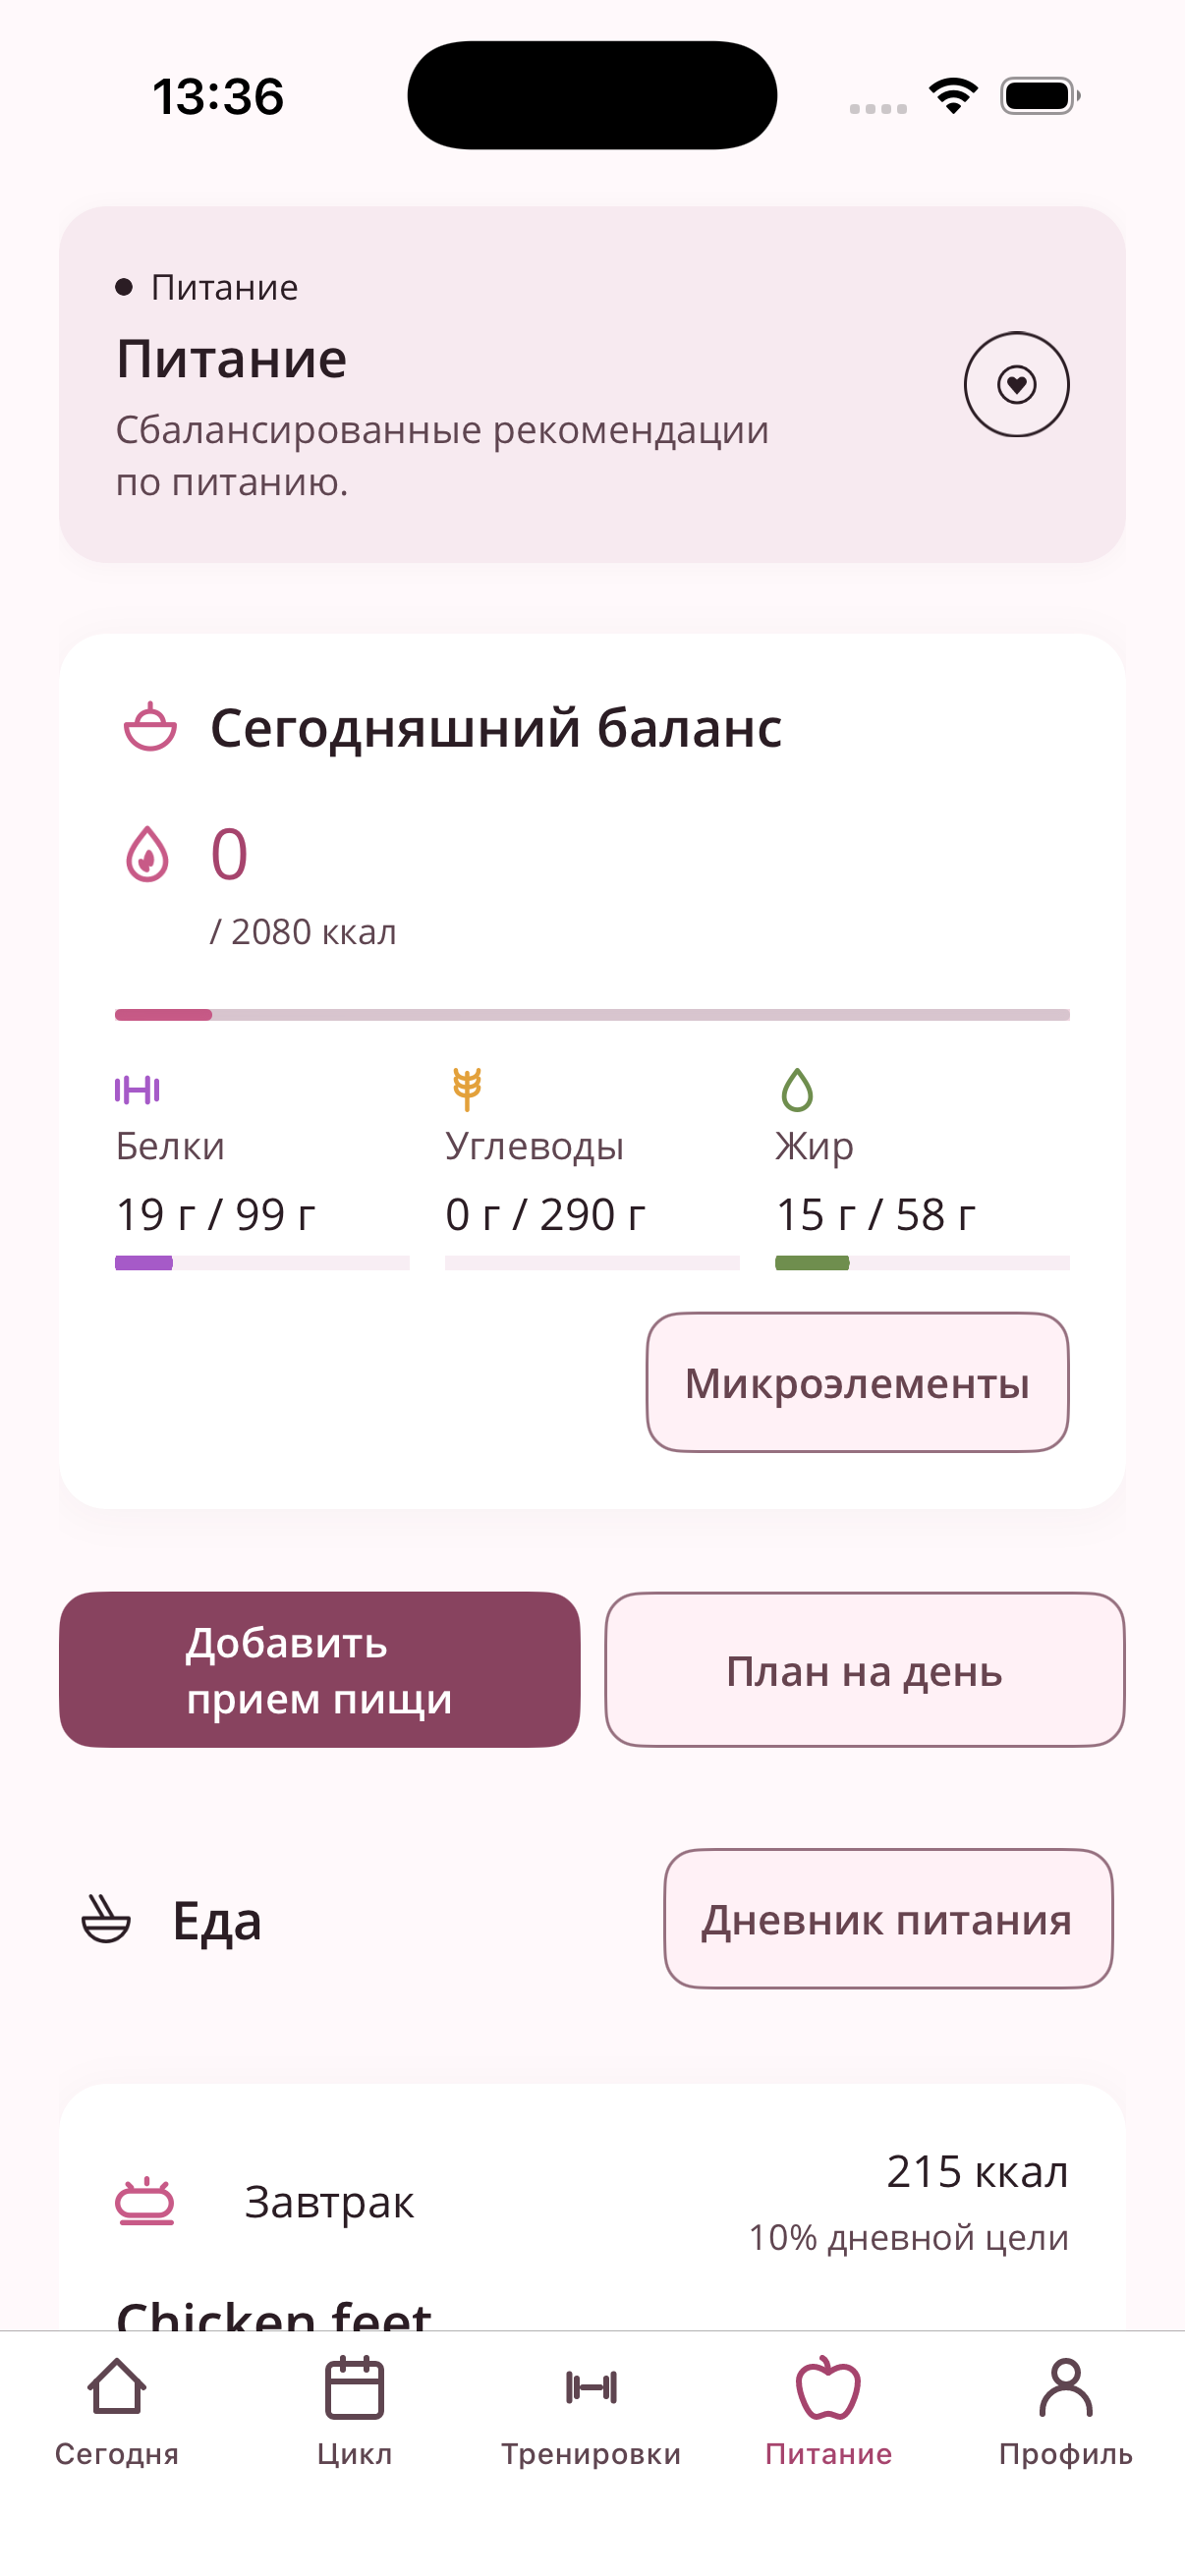 13:36
Питание
Питание
Сбалансированные рекомендации
по питанию.
Сегодняшний баланс
0
/ 2080 ккал
Белки
Углеводы
Жир
19 г / 99 г
0 г / 290 г
15 г / 58 г
Микроэлементы
Добавить
прием пищи
План на день
Еда
Дневник питания
215 ккал
Завтрак
10% дневной цели
Chicken feet
Сегодня
Цикл
Тренировки
Питание
Профиль